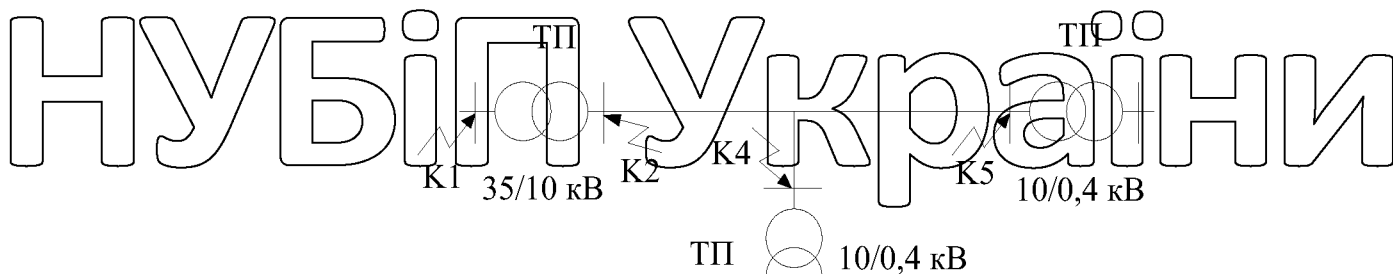 НУБіП України
ТП ТП
К1 К2 К4 К5
35/10 кВ 10/0,4 кВ
ТП 10/0,4 кВ